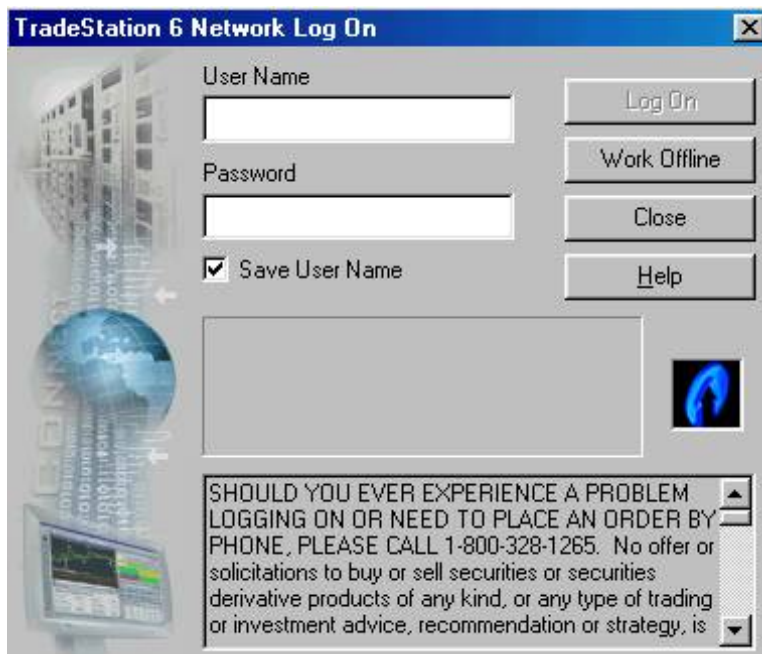 TradeStation 6 Network Log On
User Name
Log On
Work Offline
Password
Close
Save User Name
Help
SHOULD YOU EVER EXPERIENCE A PROBLEM
LOGGING ON OR NEED TO PLACE AN ORDER BY
PHONE, PLEASE CALL 1-800-328-1265.  No offer or
solicitations to buy or sell securities or securities
derivative products of any kind, or any type of trading
or investment advice, recommendation or strategy, is